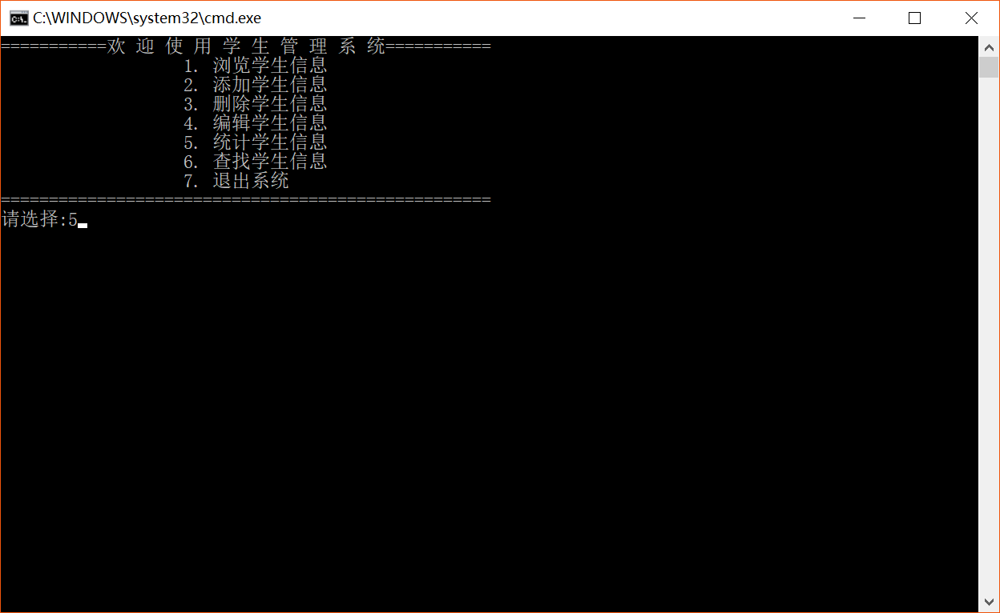 C:\WINDOWS\system32\cmd.exe
===========欢 迎 使 用 学 生 管 理 系 统===========
1. 浏览学生信息
2. 添加学生信息
3. 删除学生信息
4. 编辑学生信息
5. 统计学生信息
6. 查找学生信息
7. 退出系统
===================================================
请选择:5